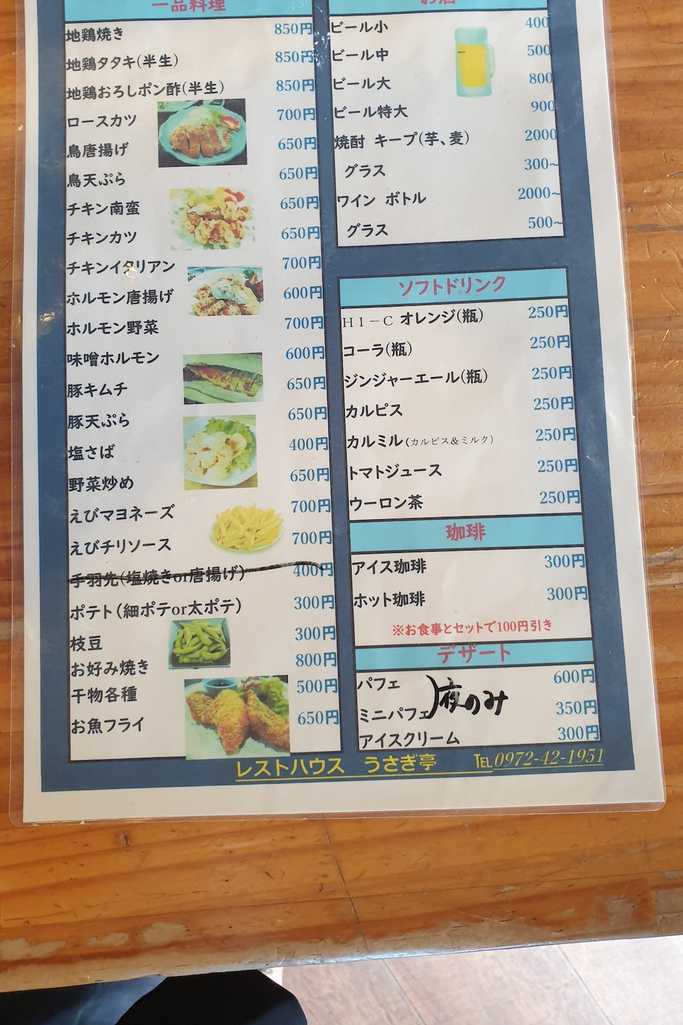 一品料理
地鶏焼き 850円
地鶏タタキ(半生) 850円
地鶏おろしポン酢(半生) 850円
ロースカツ 700円
鳥唐揚げ 650円
鳥天ぷら 650円
チキン南蛮 650円
チキンカツ 650円
チキンイタリアン 700円
ホルモン唐揚げ 600円
ホルモン野菜 700円
味噌ホルモン 600円
豚キムチ 650円
豚天ぷら 650円
塩さば 400円
野菜炒め 650円
えびマヨネーズ 700円
えびチリソース 700円
手羽先(塩焼きor唐揚げ) 400円
ポテト(細ポテor太ポテ) 300円
枝豆 300円
お好み焼き 800円
干物各種 500円
お魚フライ 650円
お酒
ビール小 400
ビール中 500
ビール大 800
ビール特大 900
焼酎 キープ(芋、麦) 2000
グラス 300~
ワイン ボトル 2000~
グラス 500~
ソフトドリンク
HI-C オレンジ(瓶) 250円
コーラ(瓶) 250円
ジンジャーエール(瓶) 250円
カルピス 250円
カルミル(カルピス&ミルク) 250円
トマトジュース 250円
ウーロン茶 250円
珈琲
アイス珈琲 300円
ホット珈琲 300円
※お食事とセットで100円引き
デザート
パフェ 600円
ミニパフェ 350円
)夜のみ
アイスクリーム 300円
レストハウス うさぎ亭 TEL0972-42-1951